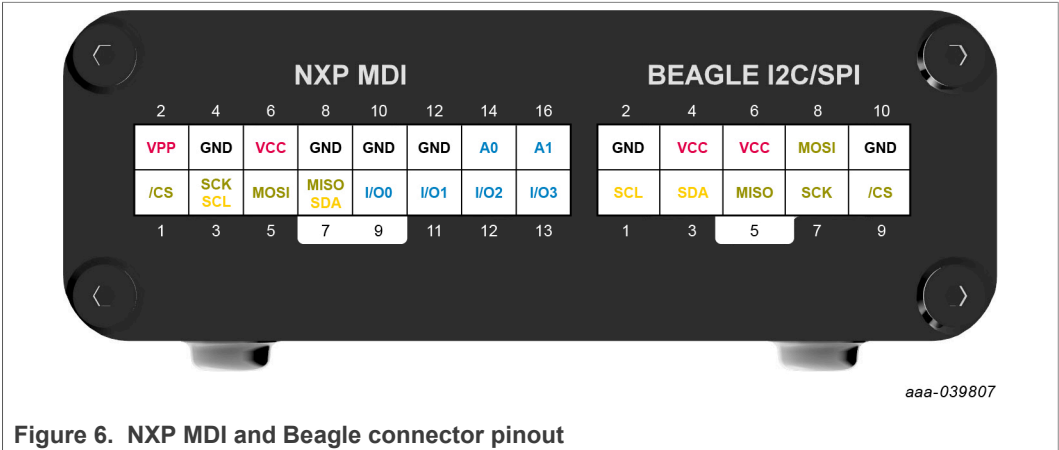 NXP MDI BEAGLE I2C/SPI
2 4 6 8 10 12 14 16 2 4 6 8 10
VPP GND VCC GND GND GND A0 A1 GND VCC VCC MOSI GND
/CS SCK SCL MOSI MISO SDA I/O0 I/O1 I/O2 I/O3 SCL SDA MISO SCK /CS
1 3 5 7 9 11 12 13 1 3 5 7 9
aaa-039807
Figure 6. NXP MDI and Beagle connector pinout